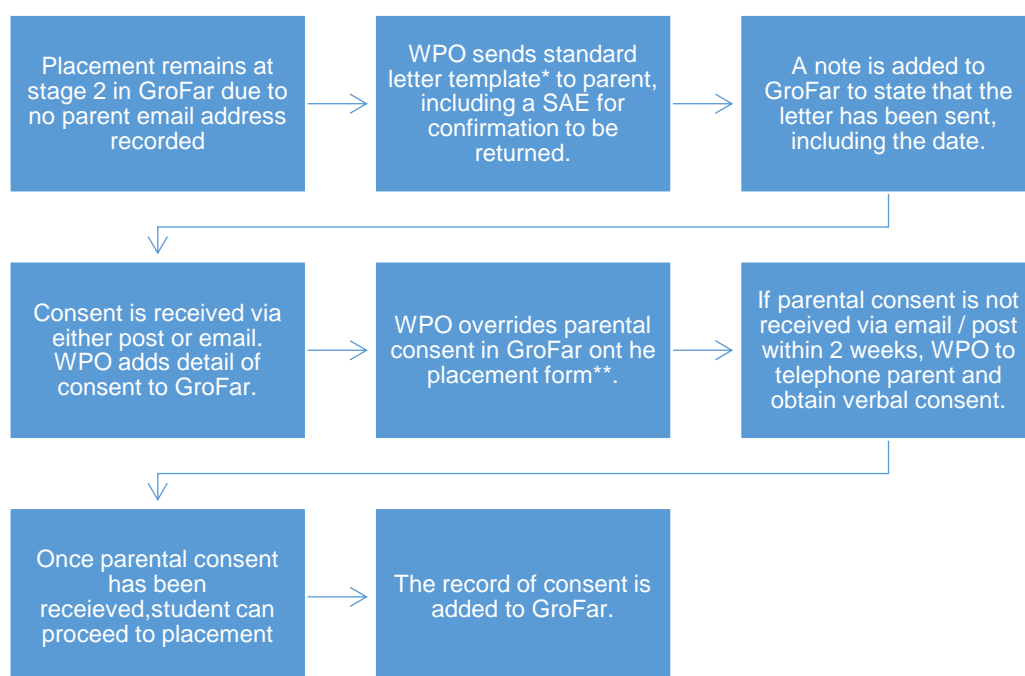 Placement remains at
stage 2 in GroFar due to
no parent email address
recorded
WPO sends standard
letter template* to parent,
including a SAE for
confirmation to be
returned.
A note is added to
GroFar to state that the
letter has been sent,
including the date.
Consent is received via
either post or email.
WPO adds detail of
consent to GroFar.
WPO overrides parental
consent in GroFar ont he
placement form**.
If parental consent is not
received via email / post
within 2 weeks, WPO to
telephone parent and
obtain verbal consent.
Once parental consent
has been
receieved,student can
proceed to placement
The record of consent is
added to GroFar.